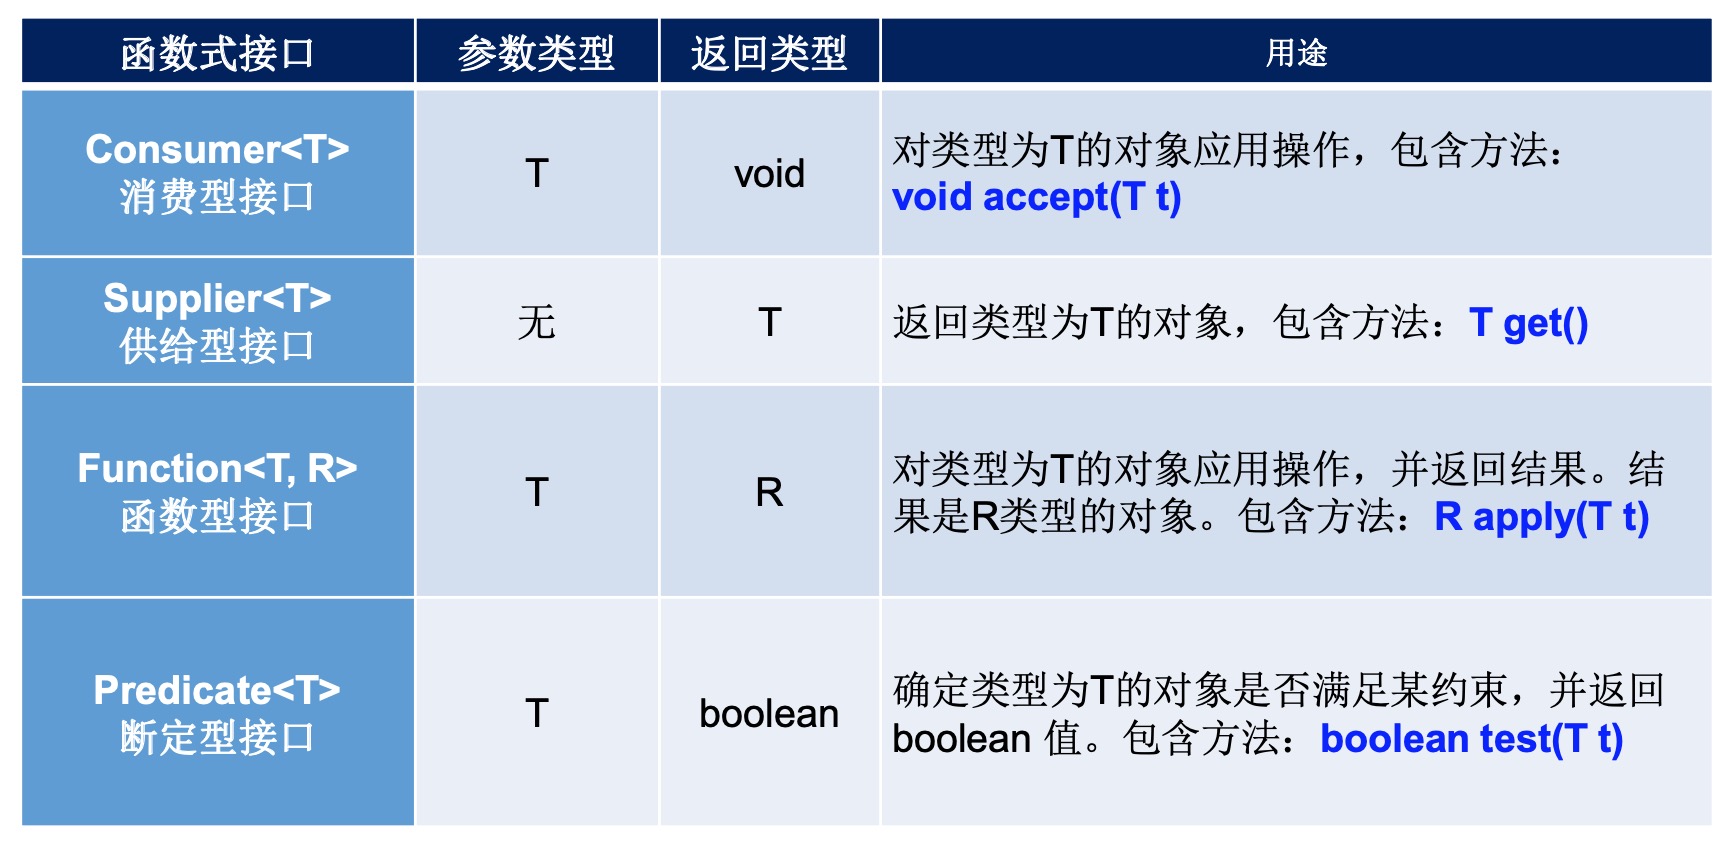 函数式接口
参数类型
返回类型
用途
Consumer<T>
消费型接口
T
void
对类型为T的对象应用操作，包含方法：
void accept(T t)
Supplier<T>
供给型接口
无
T
返回类型为T的对象，包含方法：T get()
Function<T, R>
函数型接口
T
R
对类型为T的对象应用操作，并返回结果。结
果是R类型的对象。包含方法：R apply(T t)
Predicate<T>
断定型接口
T
boolean
确定类型为T的对象是否满足某约束，并返回
boolean 值。包含方法：boolean test(T t)